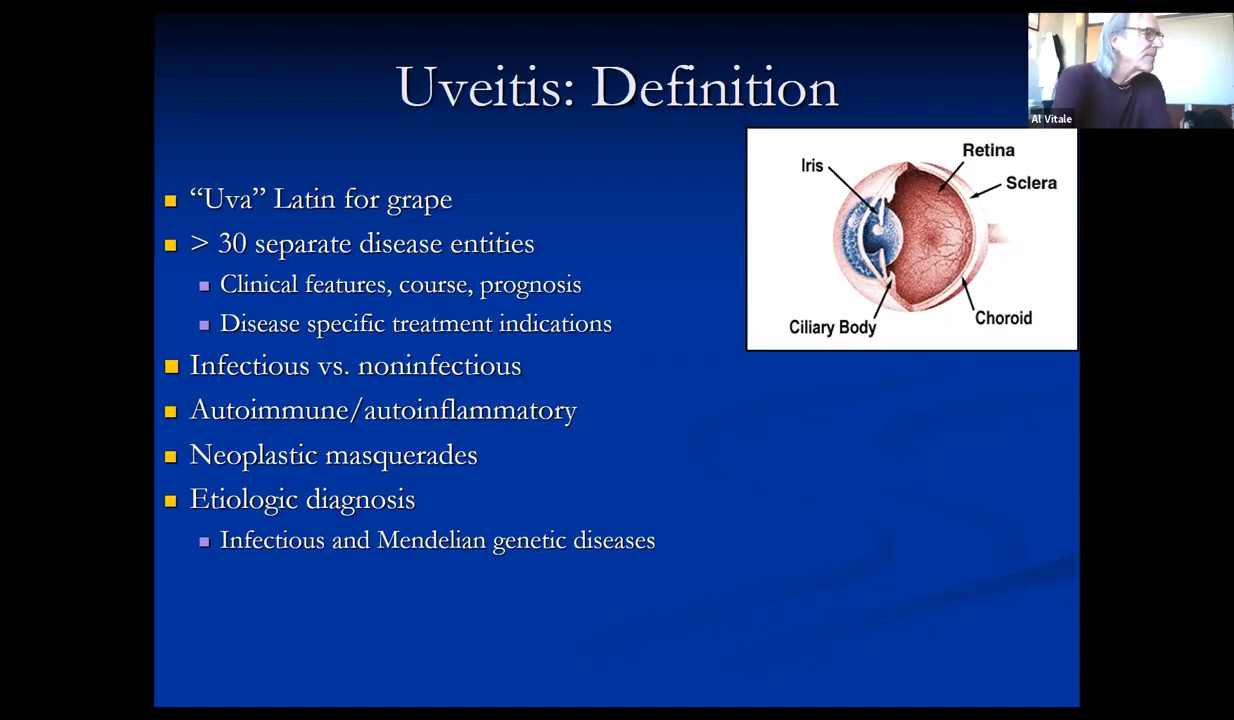 Uveitis: Definition
Al Vitale
“Uva” Latin for grape
> 30 separate disease entities
Clinical features, course, prognosis
Disease specific treatment indications
Infectious vs. noninfectious
Autoimmune/autoinflammatory
Neoplastic masquerades
Etiologic diagnosis
Infectious and Mendelian genetic diseases
Retina
Iris
Sclera
Choroid
Ciliary Body